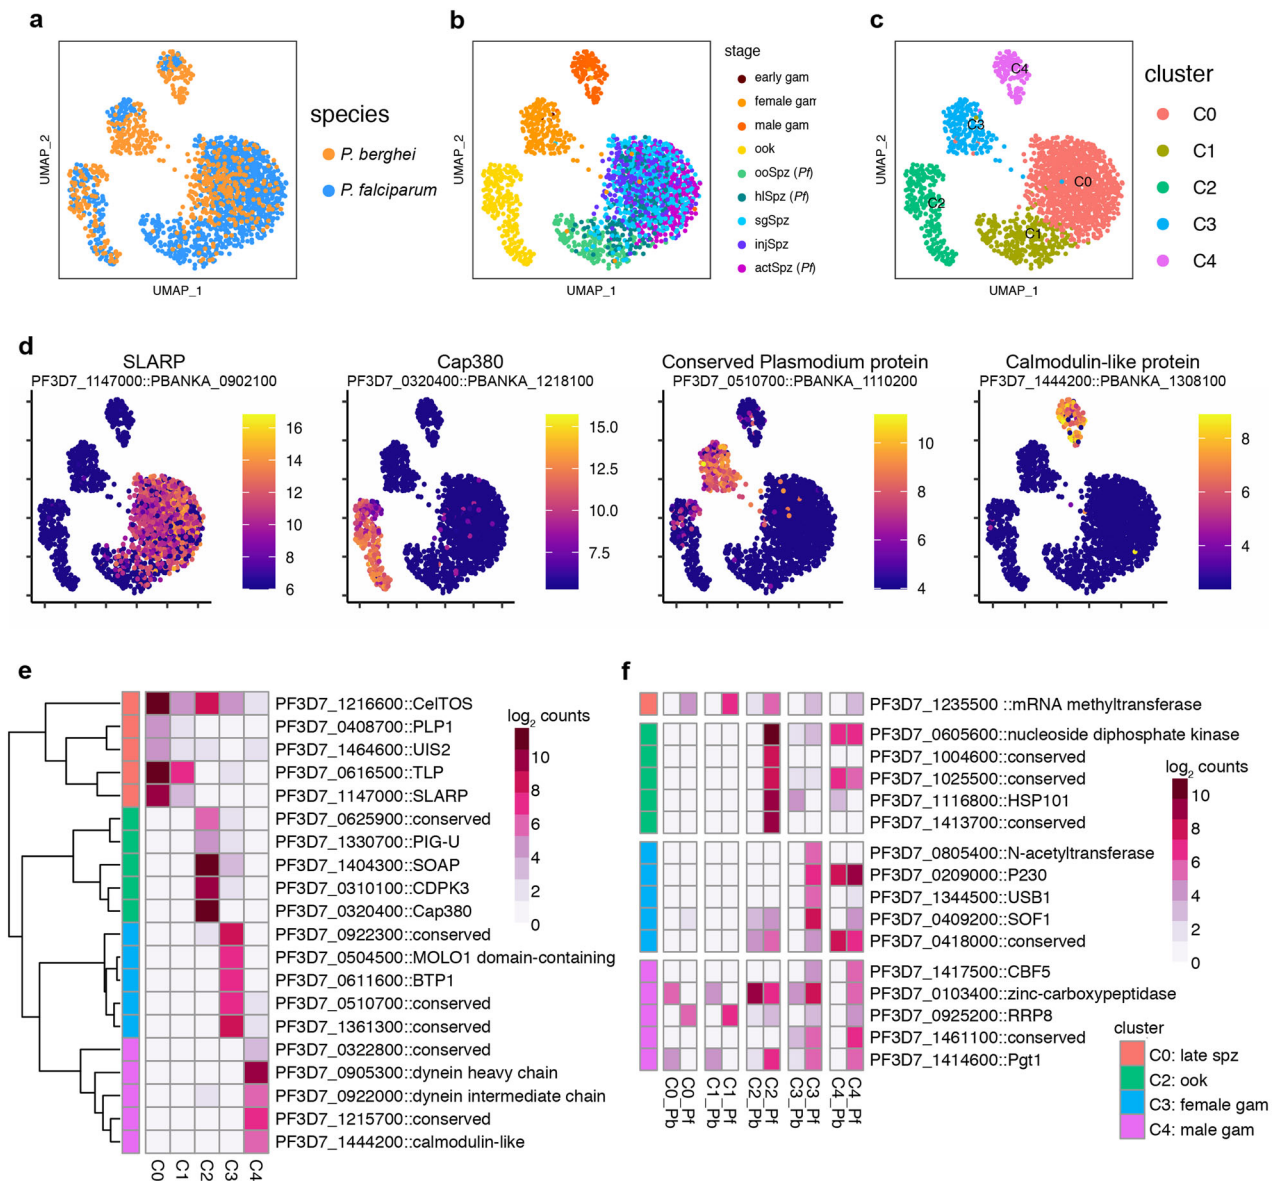 a
b
c
species
P. berghei
P. falciparum
UMAP_2
UMAP_1
stage
early gam
female gam
male gam
ook
ooSpz (Pf)
hlSpz (Pf)
sgSpz
injSpz
actSpz (Pf)
UMAP_2
UMAP_1
C4
C3
C0
C2
C1
cluster
C0
C1
C2
C3
C4
UMAP_2
UMAP_1
d
SLARP
PF3D7_1147000::PBANKA_0902100
16
14
12
10
8
6
Cap380
PF3D7_0320400::PBANKA_1218100
15.0
12.5
10.0
7.5
Conserved Plasmodium protein
PF3D7_0510700::PBANKA_1110200
10
8
6
4
Calmodulin-like protein
PF3D7_1444200::PBANKA_1308100
8
6
4
e
PF3D7_1216600::CelTOS
PF3D7_0408700::PLP1
PF3D7_1464600::UIS2
PF3D7_0616500::TLP
PF3D7_1147000::SLARP
PF3D7_0625900::conserved
PF3D7_1330700::PIG-U
PF3D7_1404300::SOAP
PF3D7_0310100::CDPK3
PF3D7_0320400::Cap380
PF3D7_0922300::conserved
PF3D7_0504500::MOLO1 domain-containing
PF3D7_0611600::BTP1
PF3D7_0510700::conserved
PF3D7_1361300::conserved
PF3D7_0322800::conserved
PF3D7_0905300::dynein heavy chain
PF3D7_0922000::dynein intermediate chain
PF3D7_1215700::conserved
PF3D7_1444200::calmodulin-like
C0
C1
C2
C3
C4
log2 counts
10
8
6
4
2
0
f
PF3D7_1235500 ::mRNA methyltransferase
PF3D7_0605600::nucleoside diphosphate kinase
PF3D7_1004600::conserved
PF3D7_1025500::conserved
PF3D7_1116800::HSP101
PF3D7_1413700::conserved
PF3D7_0805400::N-acetyltransferase
PF3D7_0209000::P230
PF3D7_1344500::USB1
PF3D7_0409200::SOF1
PF3D7_0418000::conserved
PF3D7_1417500::CBF5
PF3D7_0103400::zinc-carboxypeptidase
PF3D7_0925200::RRP8
PF3D7_1461100::conserved
PF3D7_1414600::Pgt1
C0_Pb
C0_Pf
C1_Pb
C1_Pf
C2_Pb
C2_Pf
C3_Pb
C3_Pf
C4_Pb
C4_Pf
log2 counts
10
8
6
4
2
0
cluster
C0: late spz
C2: ook
C3: female gam
C4: male gam